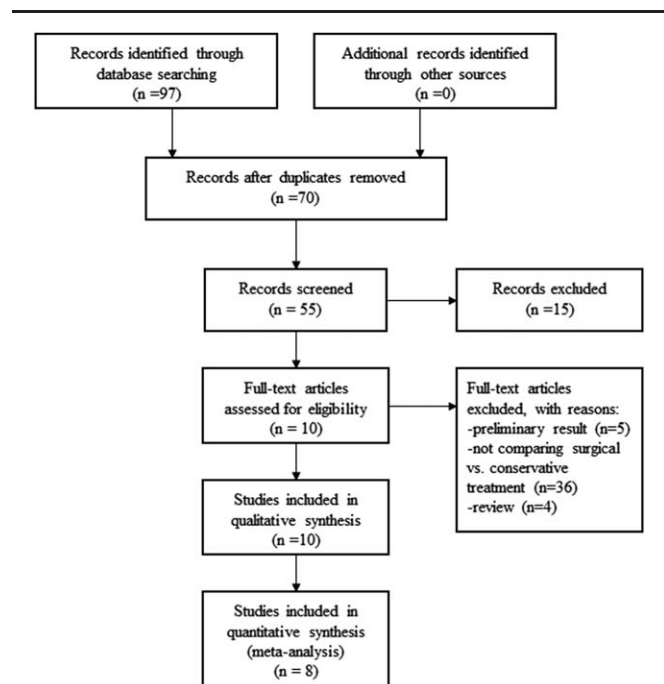 Records identified through
database searching
(n =97)
Additional records identified
through other sources
(n =0)
Records after duplicates removed
(n =70)
Records screened
(n = 55)
Records excluded
(n =15)
Full-text articles
assessed for eligibility
(n = 10)
Full-text articles
excluded, with reasons:
-preliminary result (n=5)
-not comparing surgical
vs. conservative
treatment (n=36)
-review (n=4)
Studies included in
qualitative synthesis
(n =10)
Studies included in
quantitative synthesis
(meta-analysis)
(n = 8)